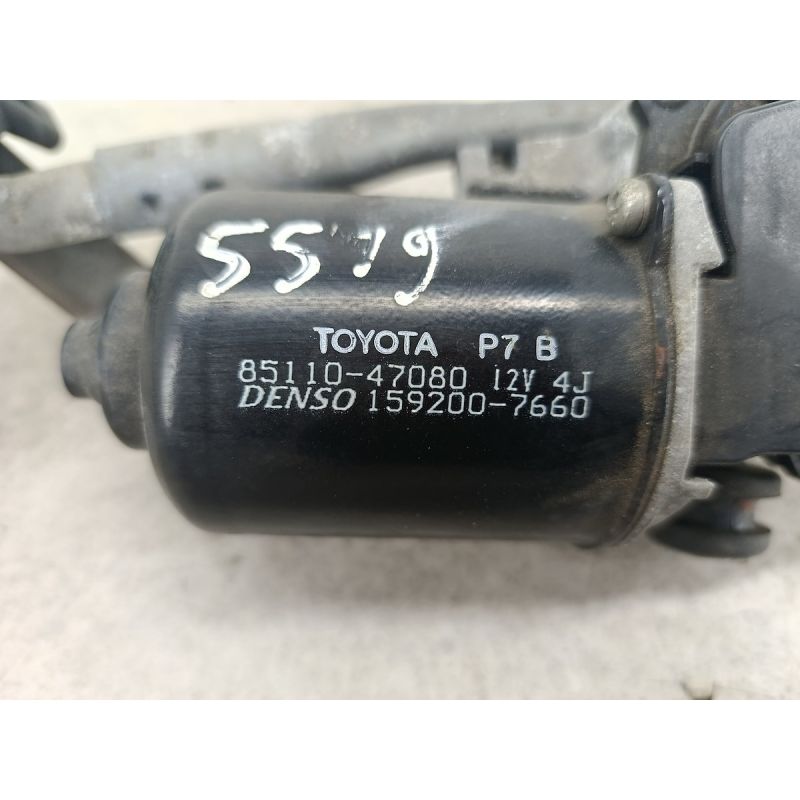 5519
TOYOTA P7 B
85110-47080 12V 4J
DENSO 159200-7660